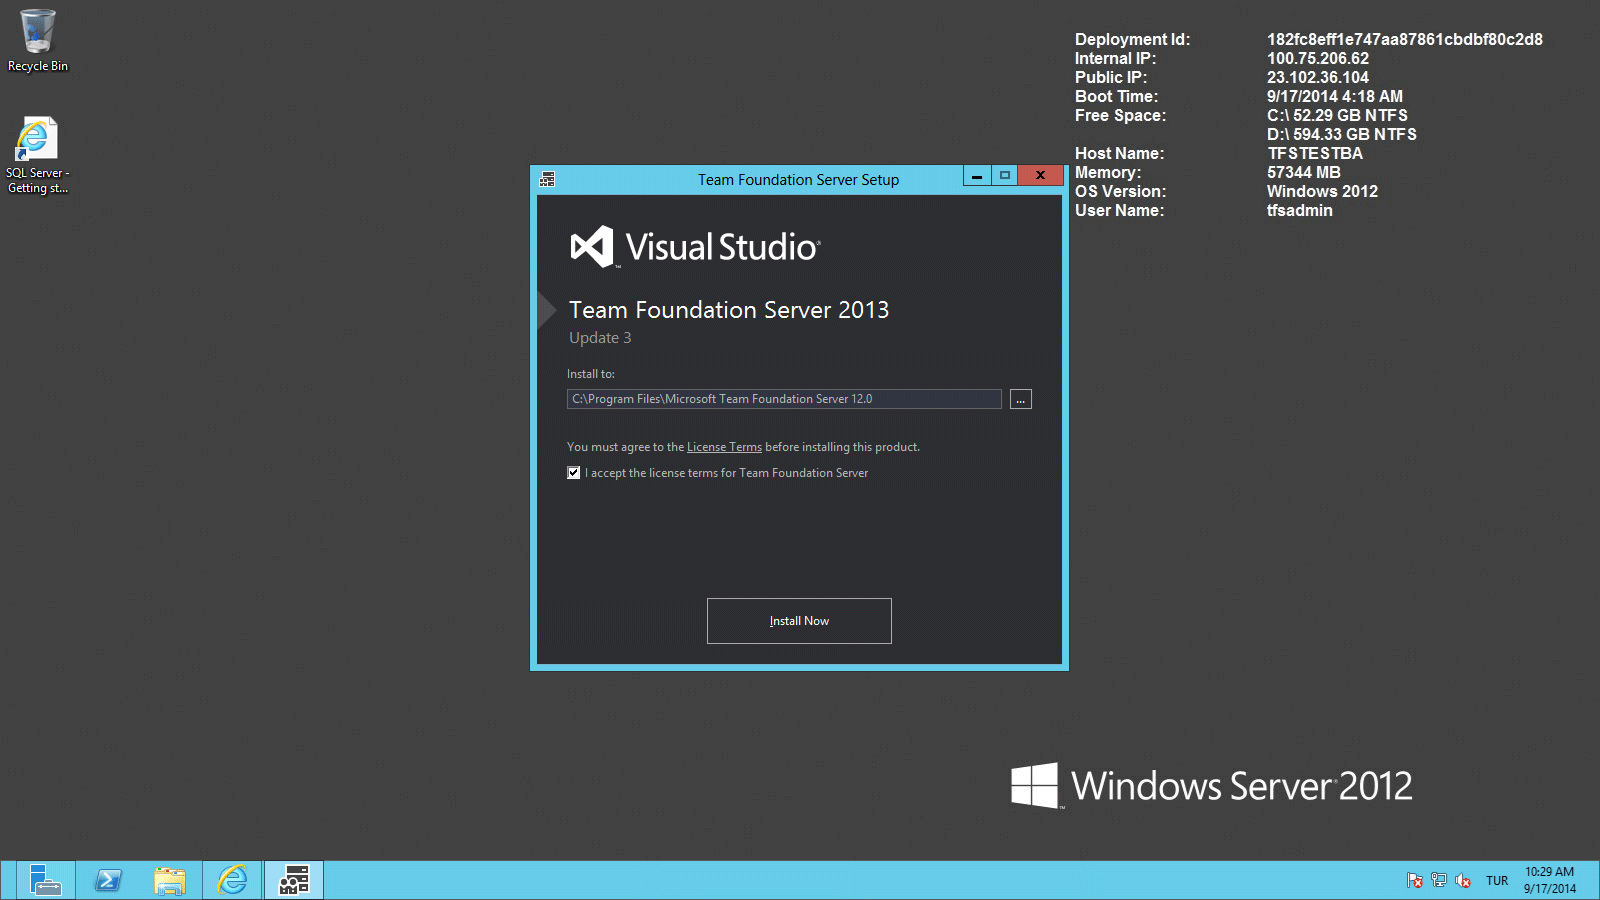 Recycle Bin
SQL Server -
Getting st...
Deployment Id: 182fc8eff1e747aa87861cbdbf80c2d8
Internal IP: 100.75.206.62
Public IP: 23.102.36.104
Boot Time: 9/17/2014 4:18 AM
Free Space: C:\ 52.29 GB NTFS
D:\ 594.33 GB NTFS
Host Name: TFSTESTBA
Memory: 57344 MB
OS Version: Windows 2012
User Name: tfsadmin
Team Foundation Server Setup
Visual Studio
Team Foundation Server 2013
Update 3
Install to:
C:\Program Files\Microsoft Team Foundation Server 12.0
...
You must agree to the License Terms before installing this product.
I accept the license terms for Team Foundation Server
Install Now
Windows Server 2012
TUR
10:29 AM
9/17/2014